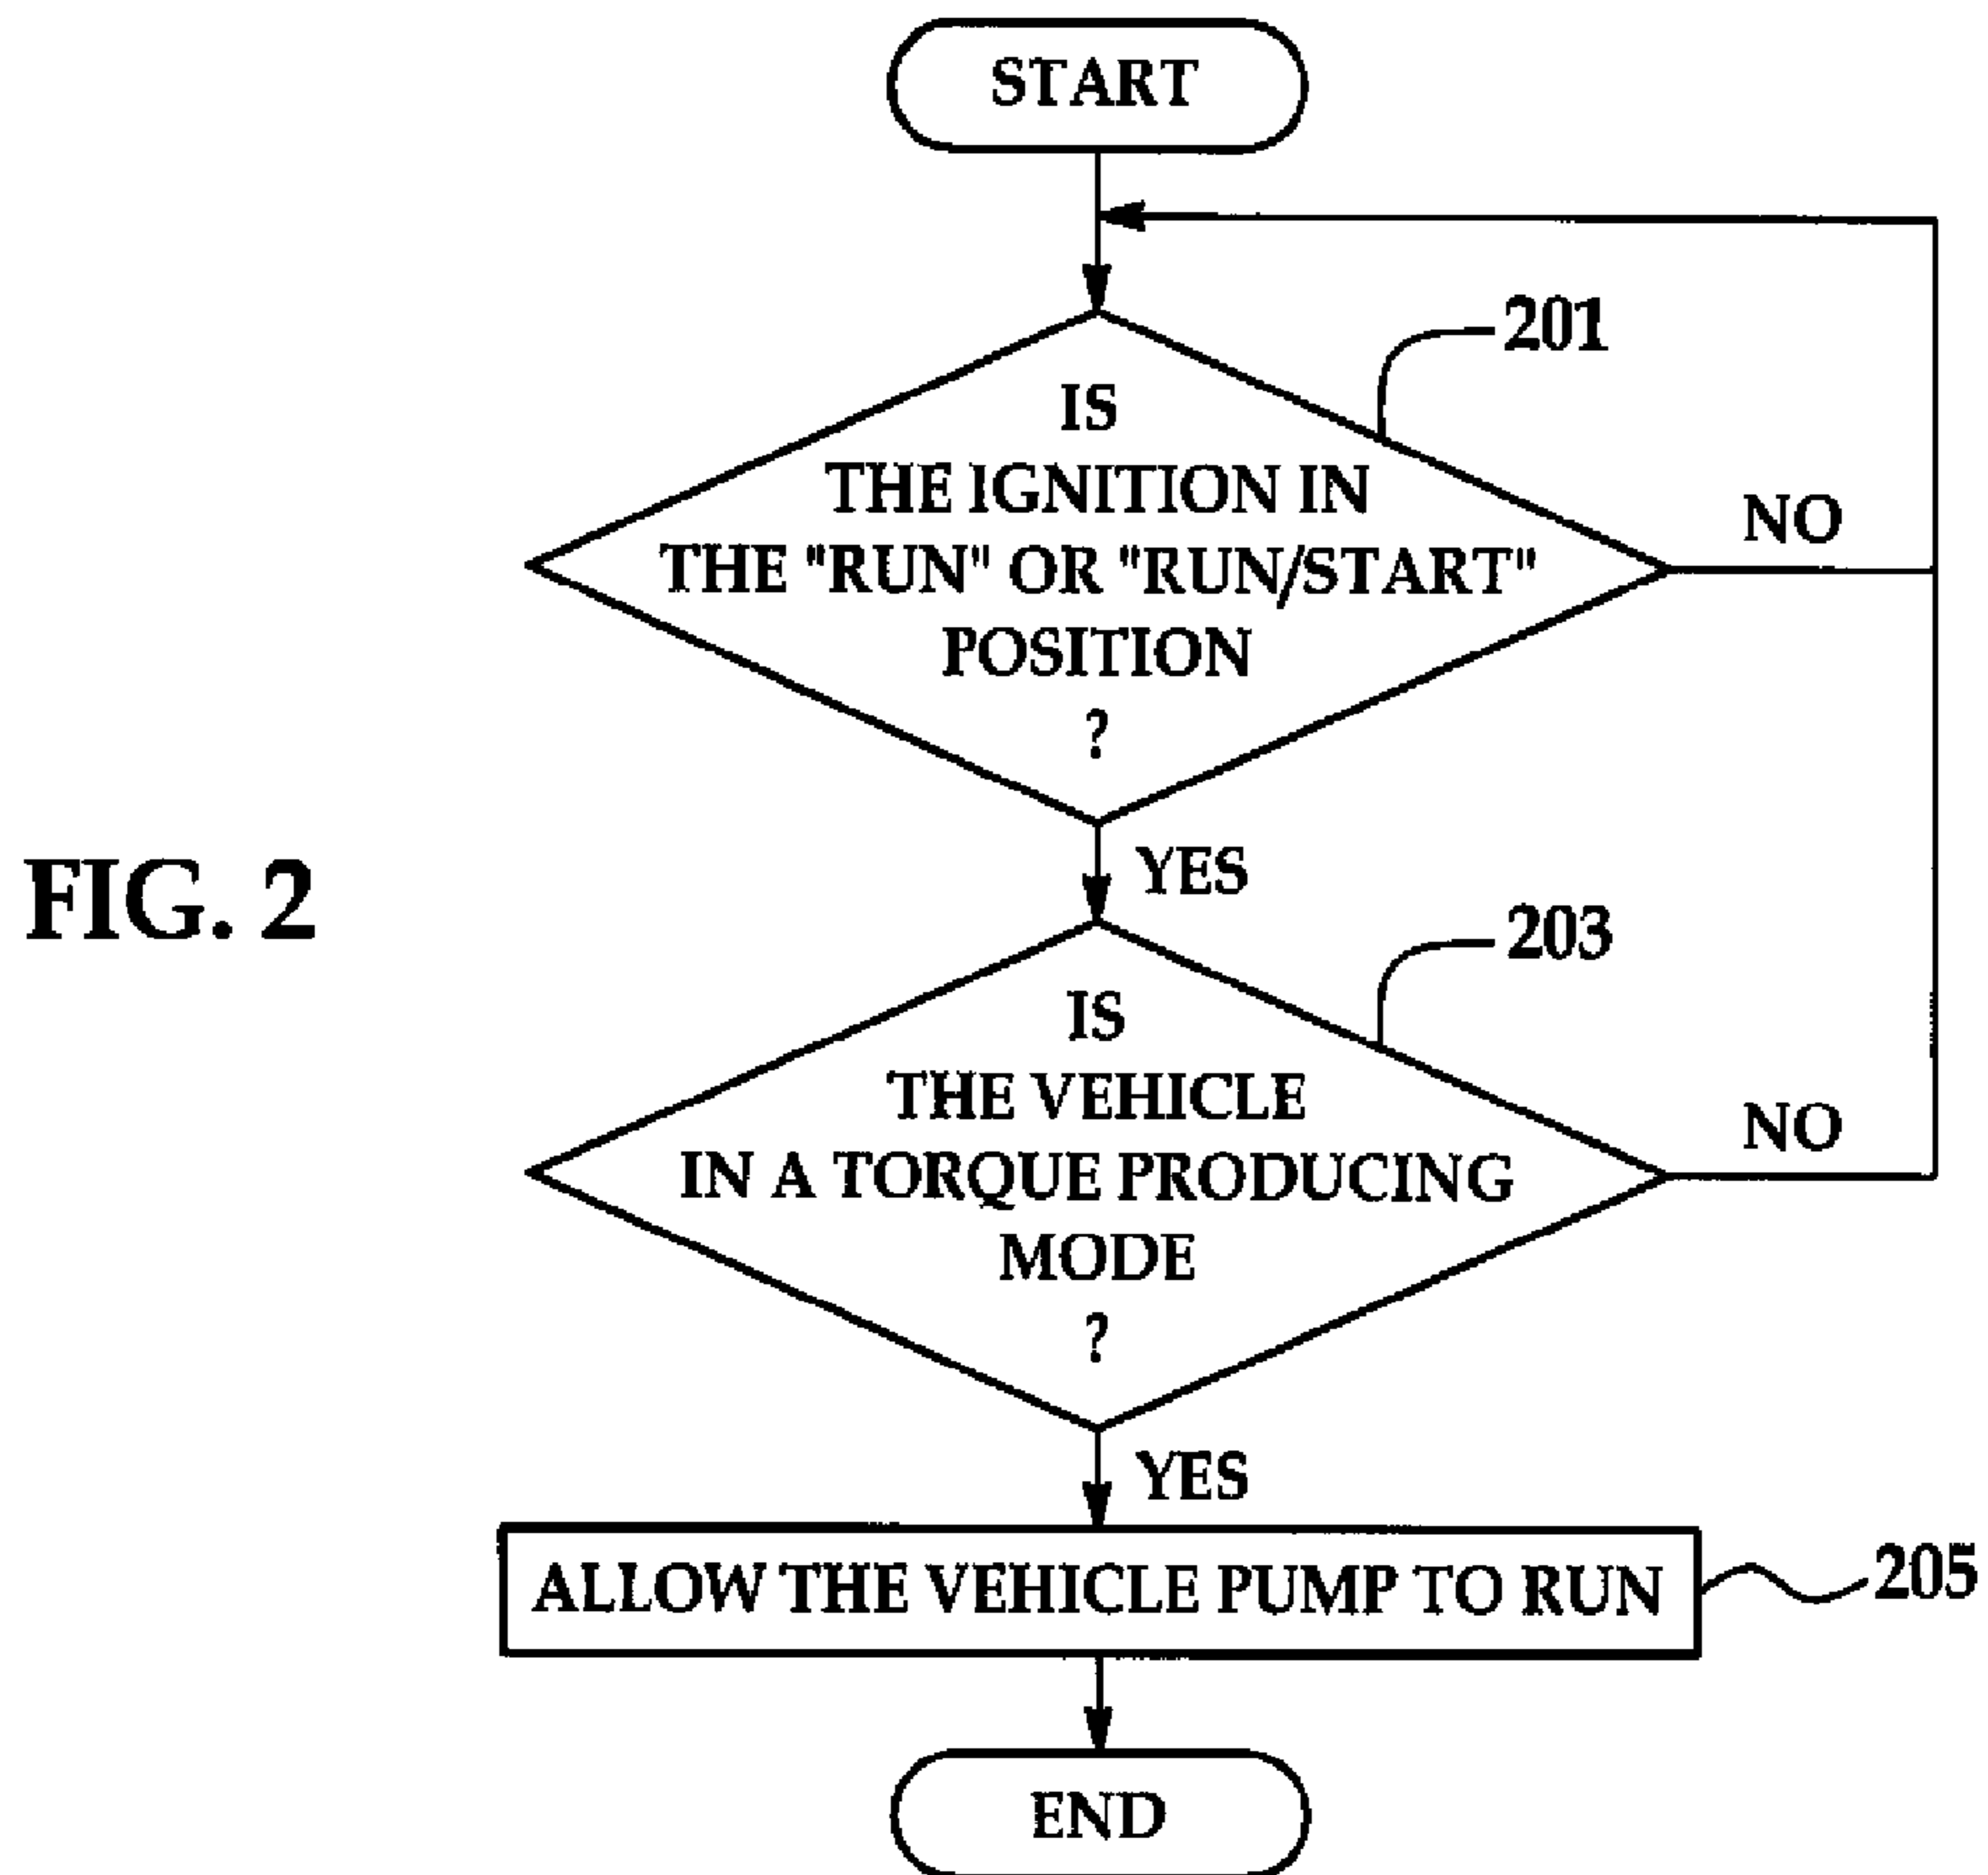 START
201
IS
THE IGNITION IN
THE "RUN" OR "RUN/START"
POSITION
?
NO
YES
FIG. 2
203
IS
THE VEHICLE
IN A TORQUE PRODUCING
MODE
?
NO
YES
ALLOW THE VEHICLE PUMP TO RUN
205
END